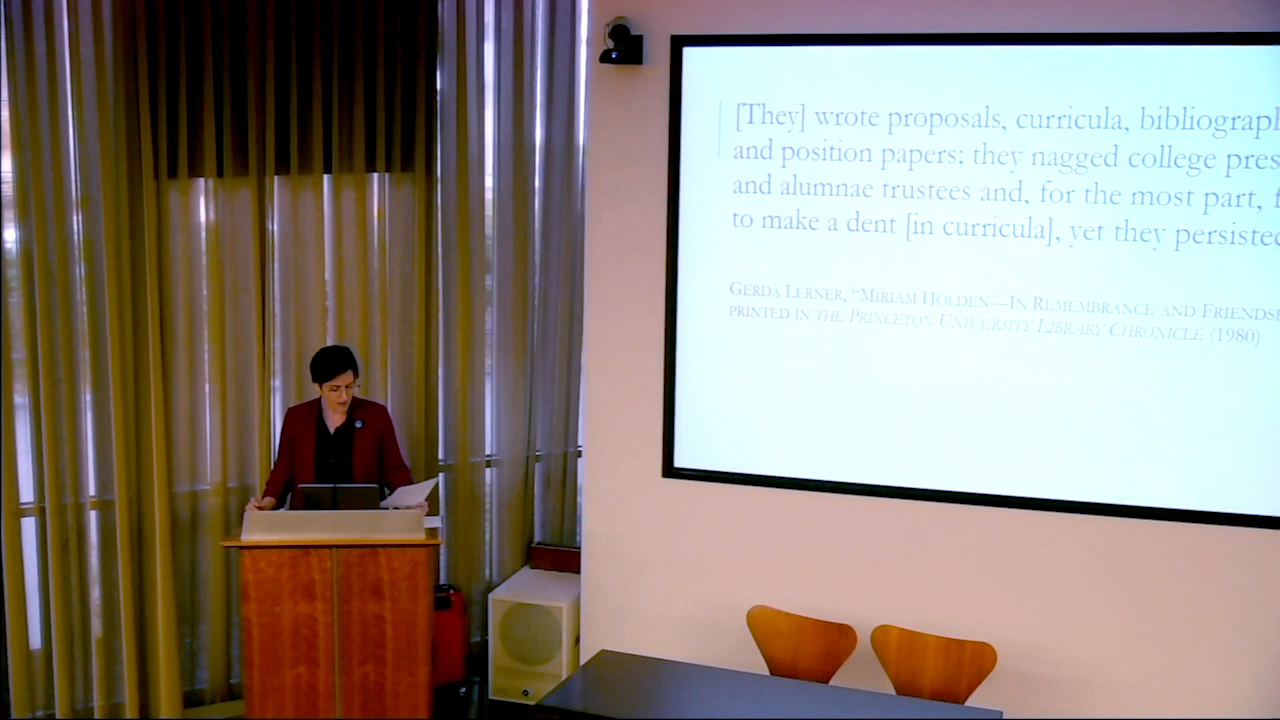 [They] wrote proposals, curricula, bibliograph
and position papers; they nagged college pres
and alumnae trustees and, for the most part, f
to make a dent [in curricula], yet they persisted
Gerda Lerner, “Miriam Holden—In Remembrance and Friends
printed in the Princeton University Library Chronicle (1980)